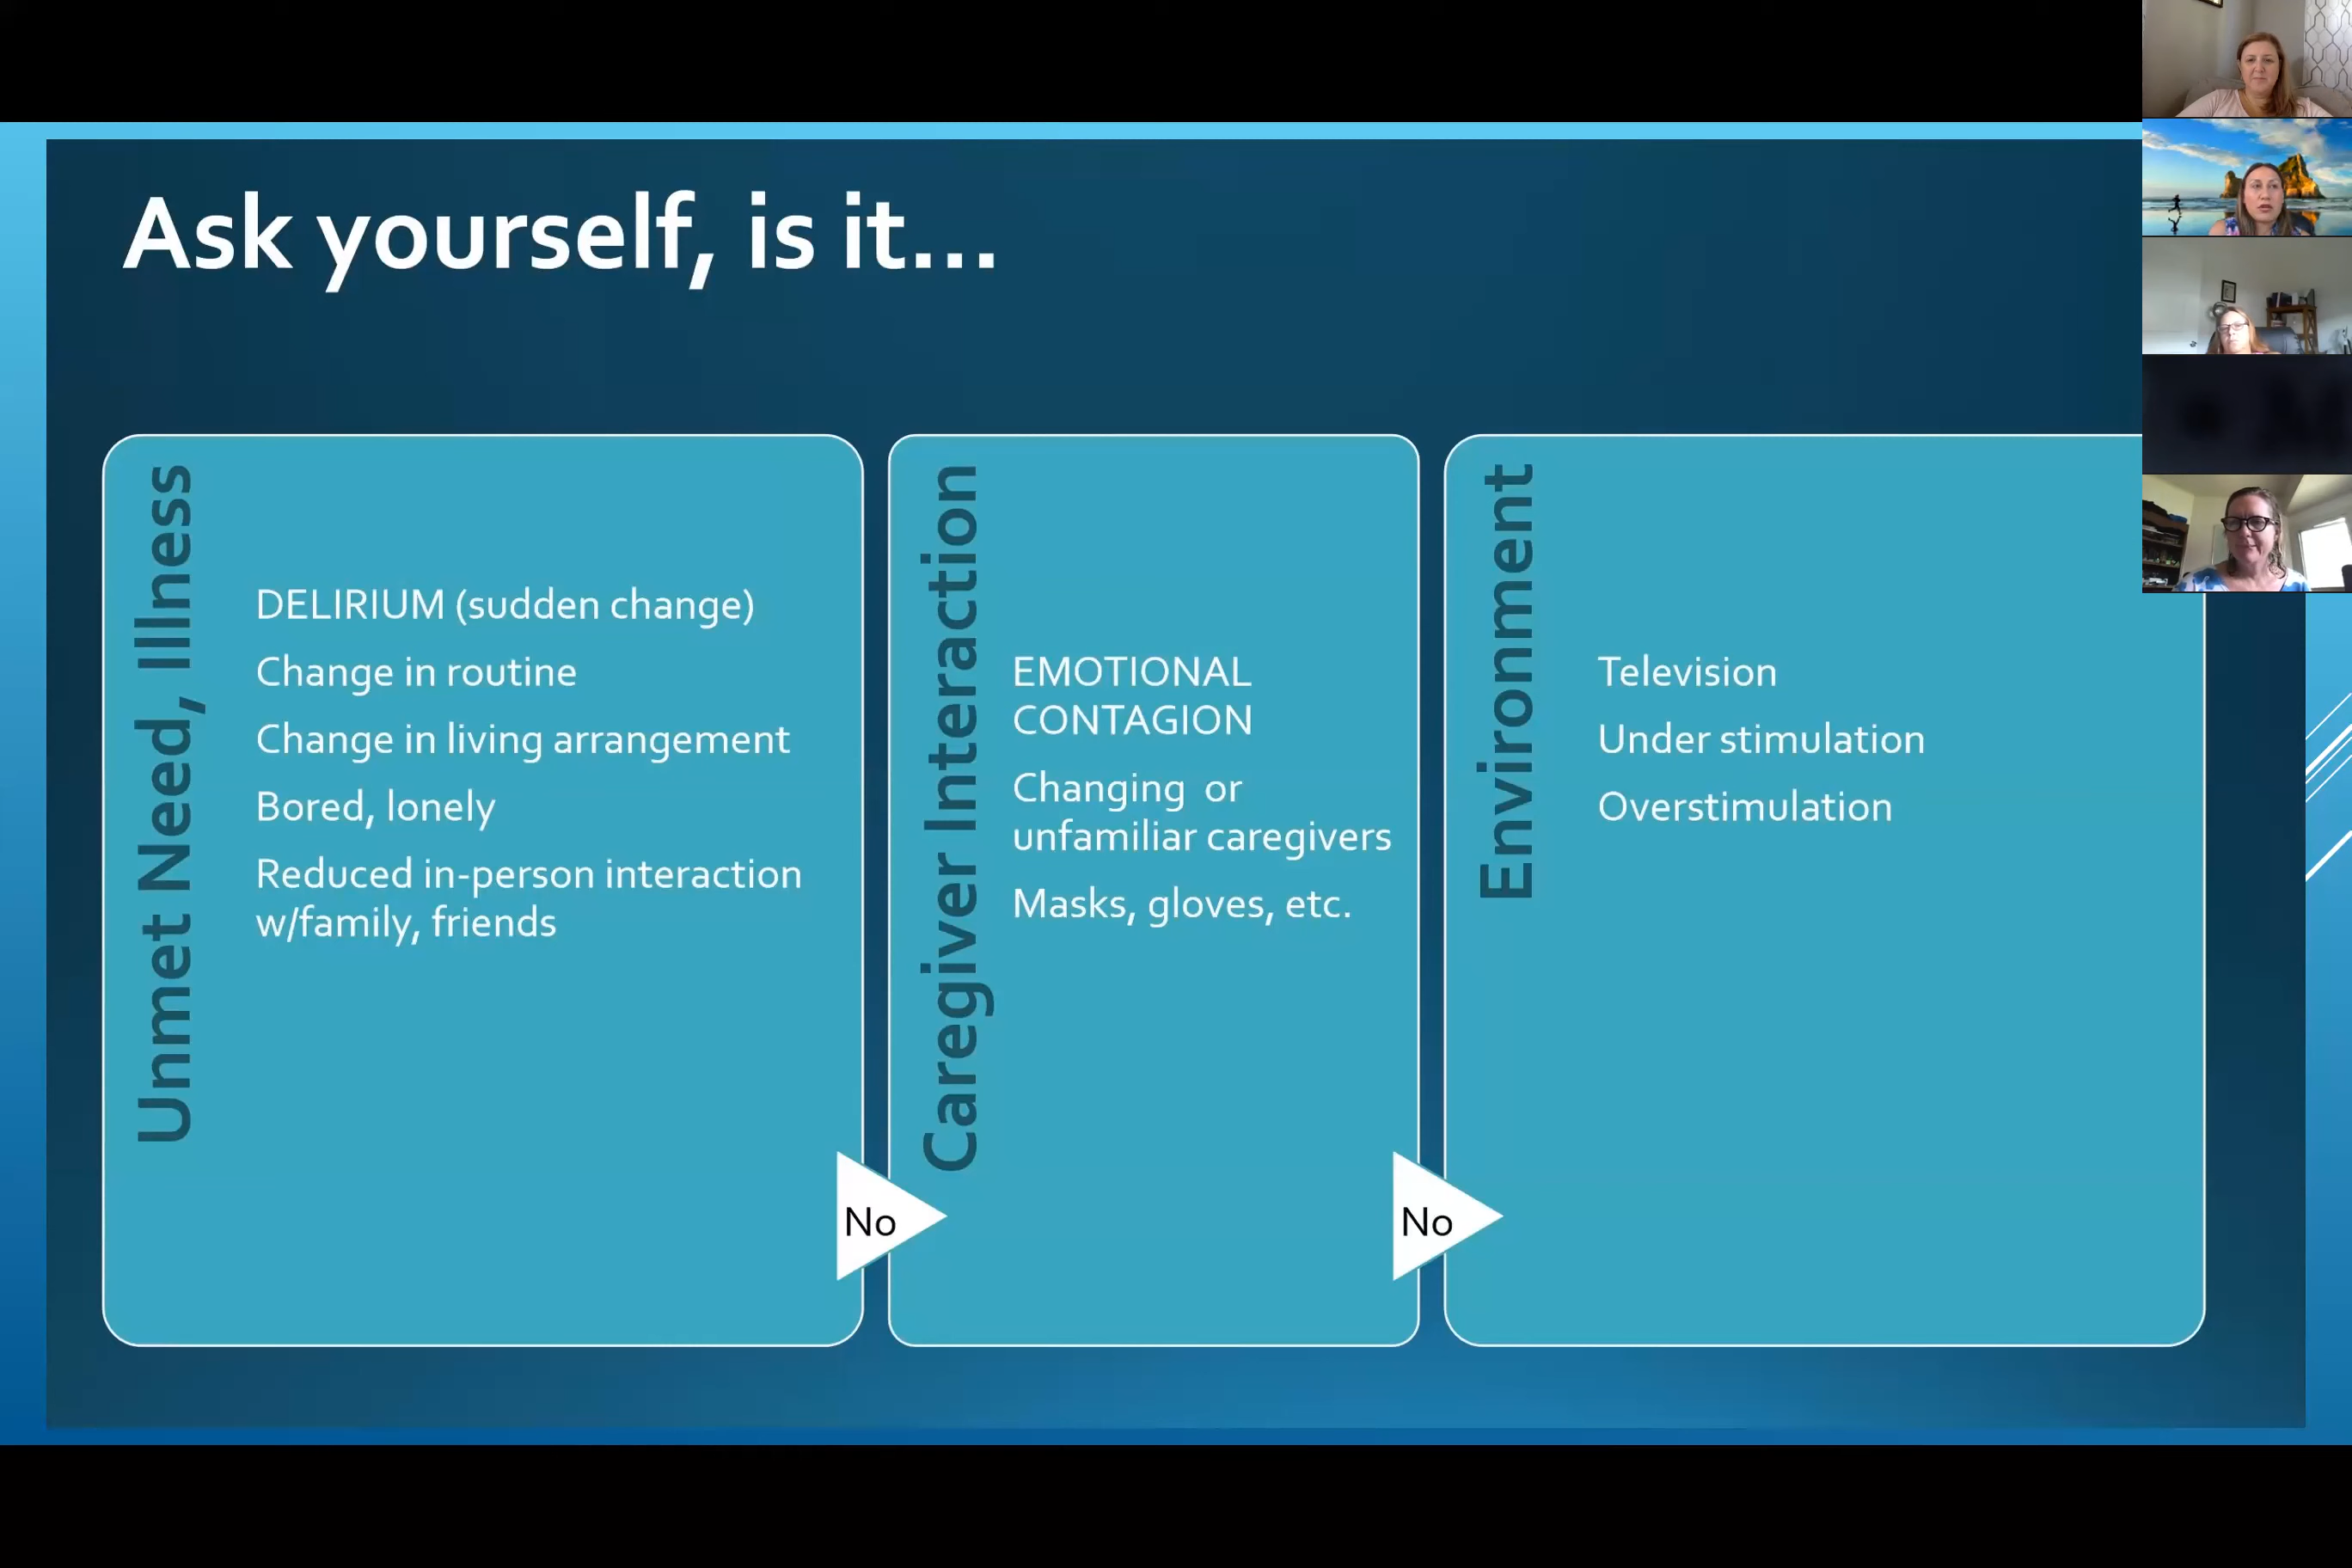 Ask yourself, is it...
Unmet Need, Illness
DELIRIUM (sudden change)
Change in routine
Change in living arrangement
Bored, lonely
Reduced in-person interaction
w/family, friends
No
Caregiver Interaction
EMOTIONAL
CONTAGION
Changing or
unfamiliar caregivers
Masks, gloves, etc.
No
Environment
Television
Under stimulation
Overstimulation